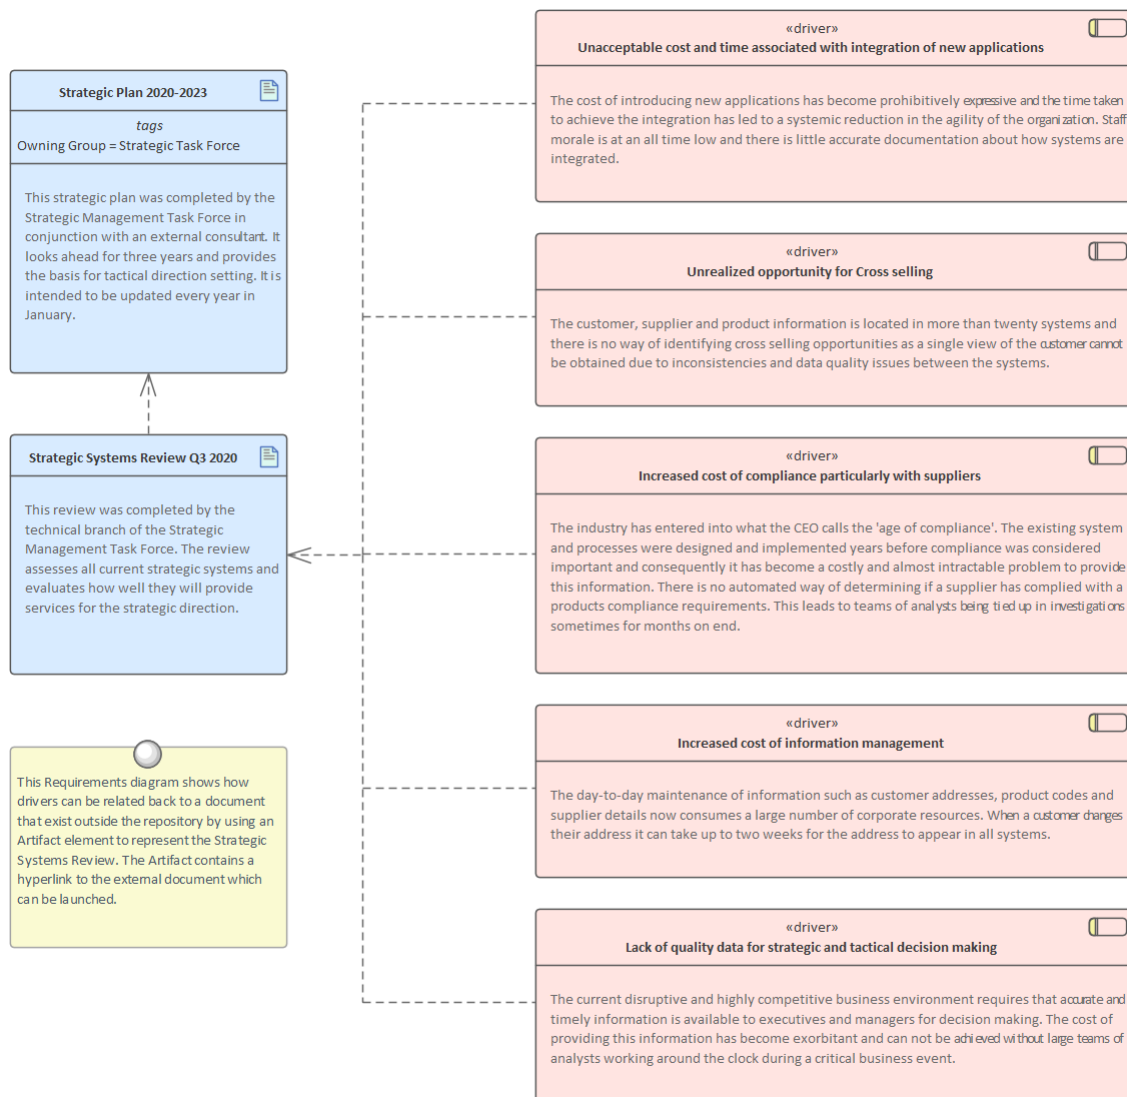 Strategic Plan 2020-2023
tags
Owning Group = Strategic Task Force
This strategic plan was completed by the
Strategic Management Task Force in
conjunction with an external consultant. It
looks ahead for three years and provides
the basis for tactical direction setting. It is
intended to be updated every year in
January.
Strategic Systems Review Q3 2020
This review was completed by the
technical branch of the Strategic
Management Task Force. The review
assesses all current strategic systems and
evaluates how well they will provide
services for the strategic direction.
This Requirements diagram shows how
drivers can be related back to a document
that exist outside the repository by using an
Artifact element to represent the Strategic
Systems Review. The Artifact contains a
hyperlink to the external document which
can be launched.
«driver»
Unacceptable cost and time associated with integration of new applications
The cost of introducing new applications has become prohibitively expressive and the time taken
to achieve the integration has led to a systemic reduction in the agility of the organization. Staff
morale is at an all time low and there is little accurate documentation about how systems are
integrated.
«driver»
Unrealized opportunity for Cross selling
The customer, supplier and product information is located in more than twenty systems and
there is no way of identifying cross selling opportunities as a single view of the customer cannot
be obtained due to inconsistencies and data quality issues between the systems.
«driver»
Increased cost of compliance particularly with suppliers
The industry has entered into what the CEO calls the 'age of compliance'. The existing system
and processes were designed and implemented years before compliance was considered
important and consequently it has become a costly and almost intractable problem to provide
this information. There is no automated way of determining if a supplier has complied with a
products compliance requirements. This leads to teams of analysts being tied up in investigations
sometimes for months on end.
«driver»
Increased cost of information management
The day-to-day maintenance of information such as customer addresses, product codes and
supplier details now consumes a large number of corporate resources. When a customer changes
their address it can take up to two weeks for the address to appear in all systems.
«driver»
Lack of quality data for strategic and tactical decision making
The current disruptive and highly competitive business environment requires that accurate and
timely information is available to executives and managers for decision making. The cost of
providing this information has become exorbitant and can not be achieved without large teams of
analysts working around the clock during a critical business event.